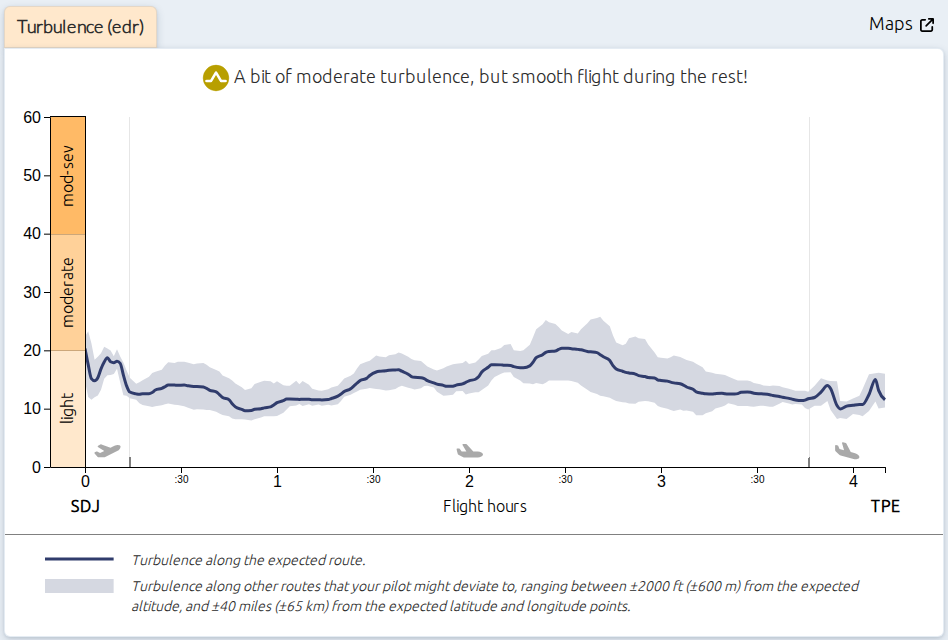 Turbulence (edr)
Maps
A bit of moderate turbulence, but smooth flight during the rest!
60
50
40
30
20
10
0
mod-sev
moderate
light
0 :30 1 :30 2 :30 3 :30 4
SDJ Flight hours TPE
Turbulence along the expected route.
Turbulence along other routes that your pilot might deviate to, ranging between ±2000 ft (±600 m) from the expected
altitude, and ±40 miles (±65 km) from the expected latitude and longitude points.